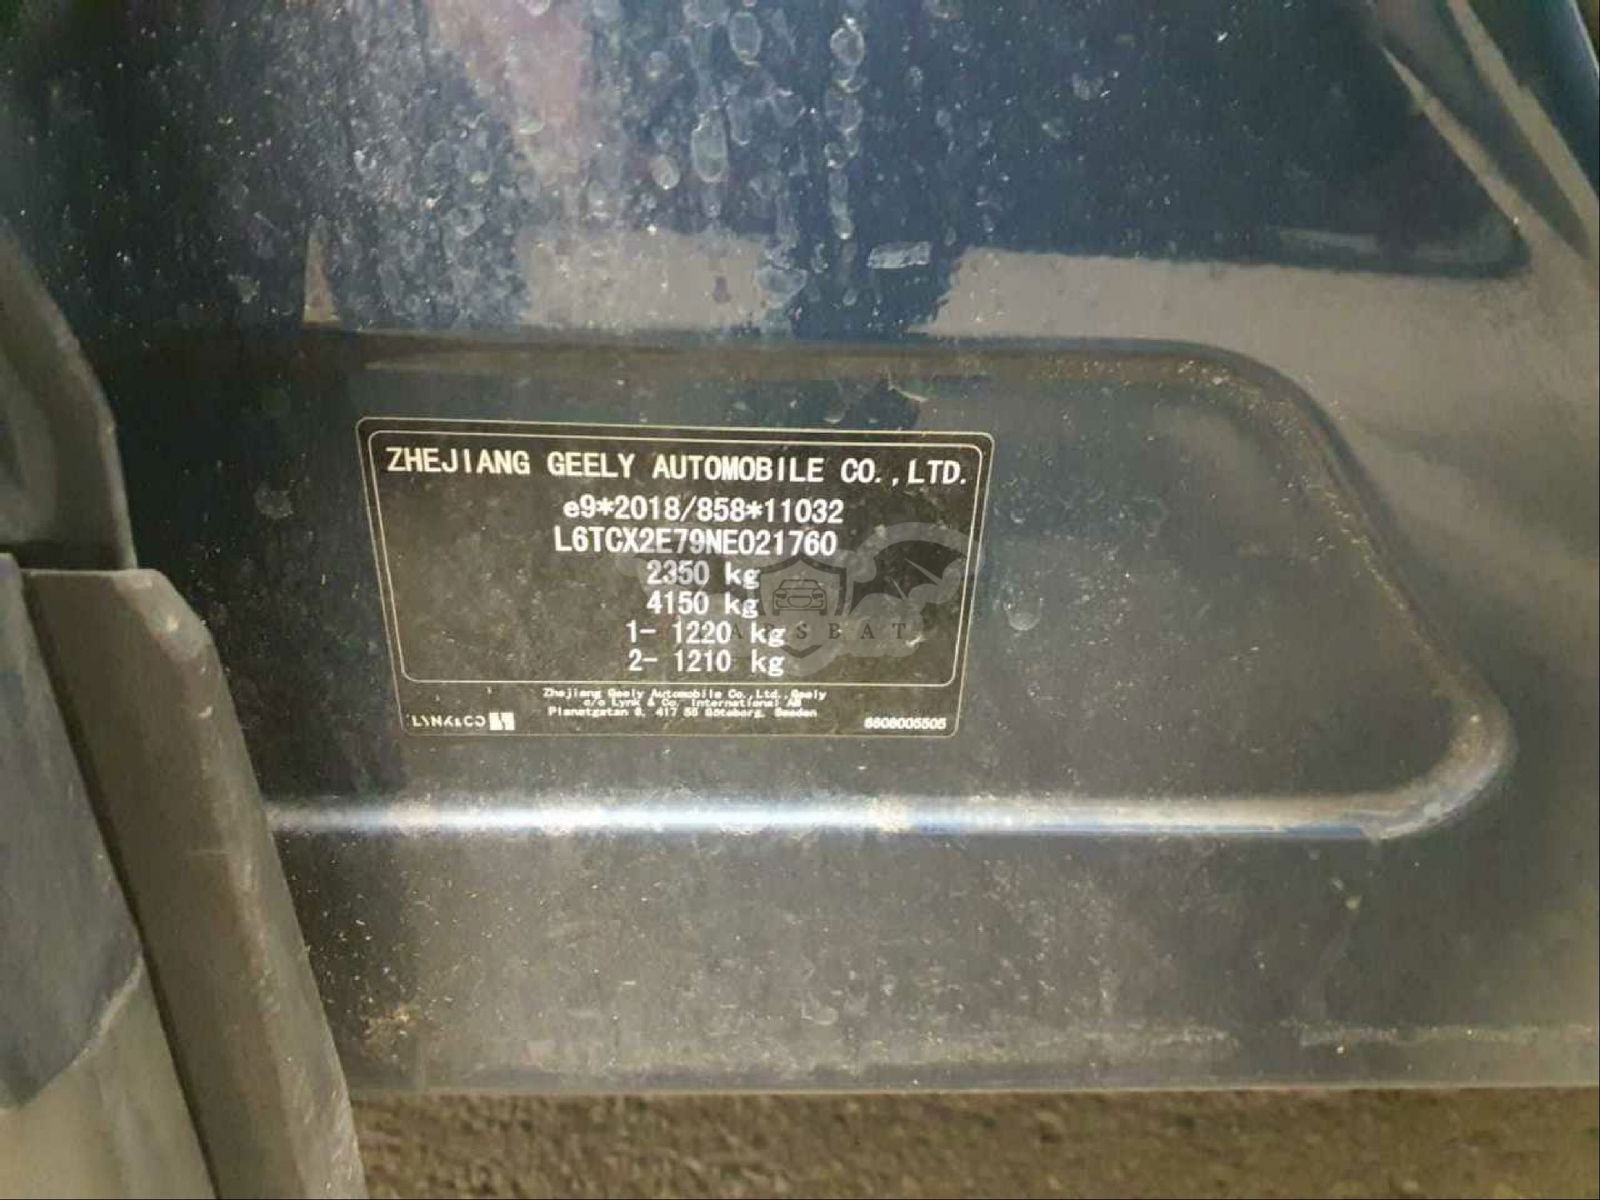 ZHEJIANG GEELY AUTOMOBILE CO., LTD.
e9*2018/858*11032
L6TCX2E79NE021760
2350 kg
4150 kg
1- 1220 kg
2- 1210 kg
Zhejiang Geely Automobile Co.,Ltd.,Geely
c/o Lynk & Co. International AB
Planetgatan 6, 417 55 Göteborg, Sweden
LYNK&CO
6608005505
CARSBAT